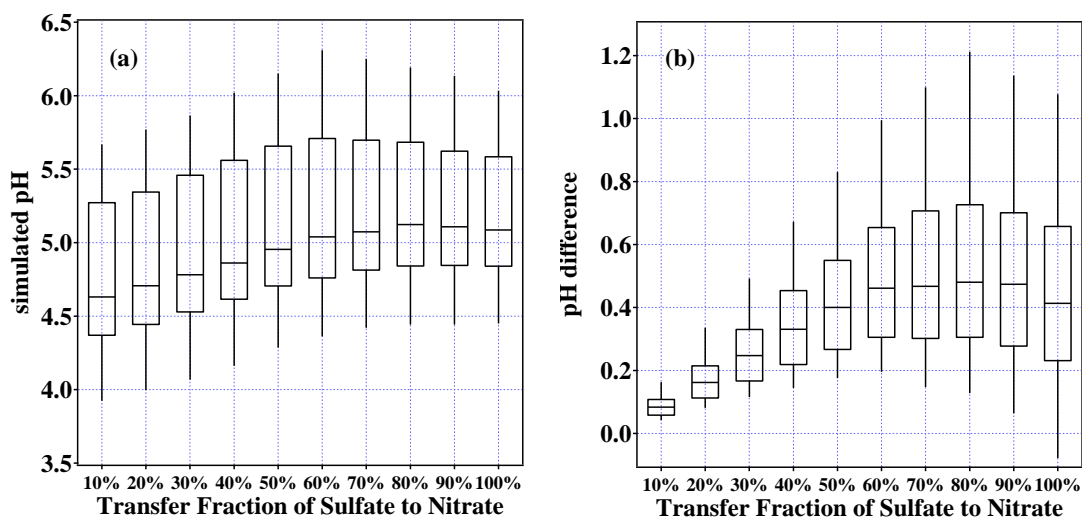 (a)
simulated pH
6.5
6.0
5.5
5.0
4.5
4.0
3.5
10% 20% 30% 40% 50% 60% 70% 80% 90% 100%
Transfer Fraction of Sulfate to Nitrate
(b)
pH difference
1.2
1.0
0.8
0.6
0.4
0.2
0.0
10% 20% 30% 40% 50% 60% 70% 80% 90% 100%
Transfer Fraction of Sulfate to Nitrate